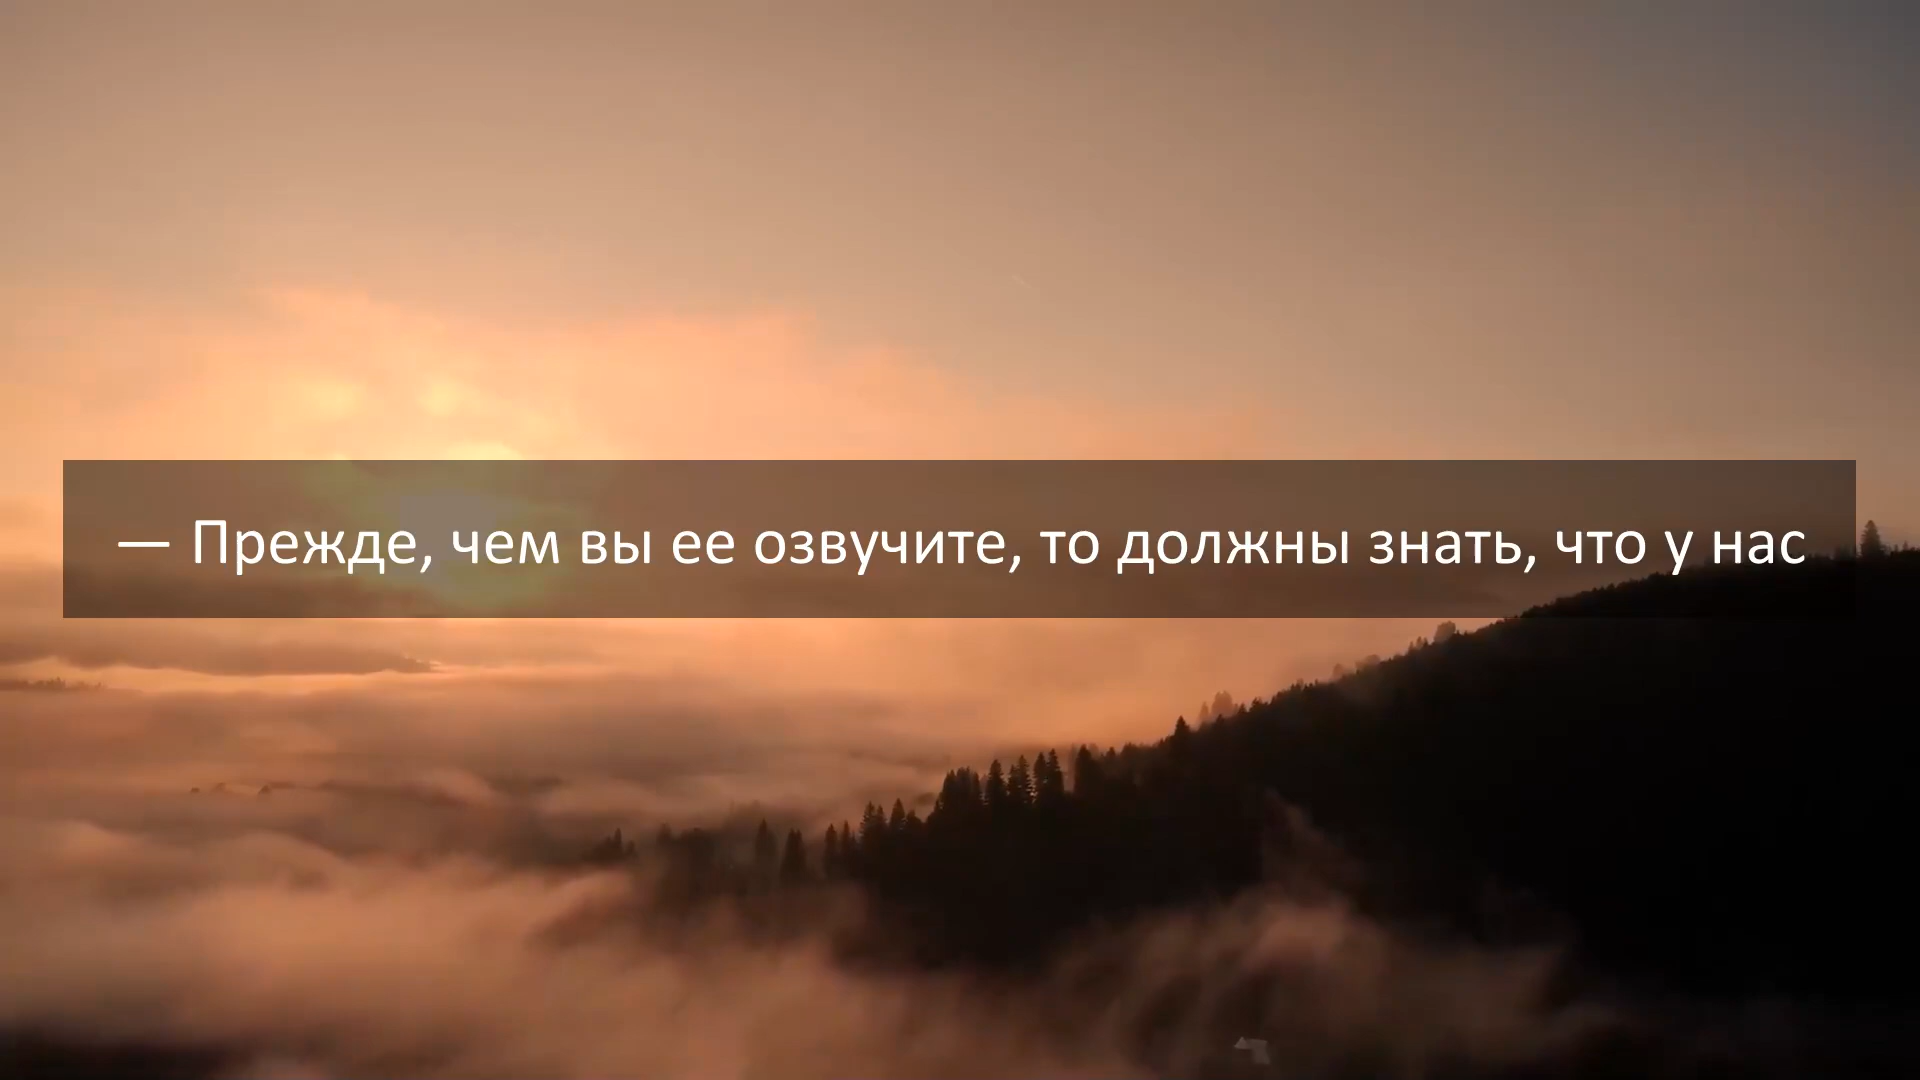 — Прежде, чем вы ее озвучите, то должны знать, что у нас